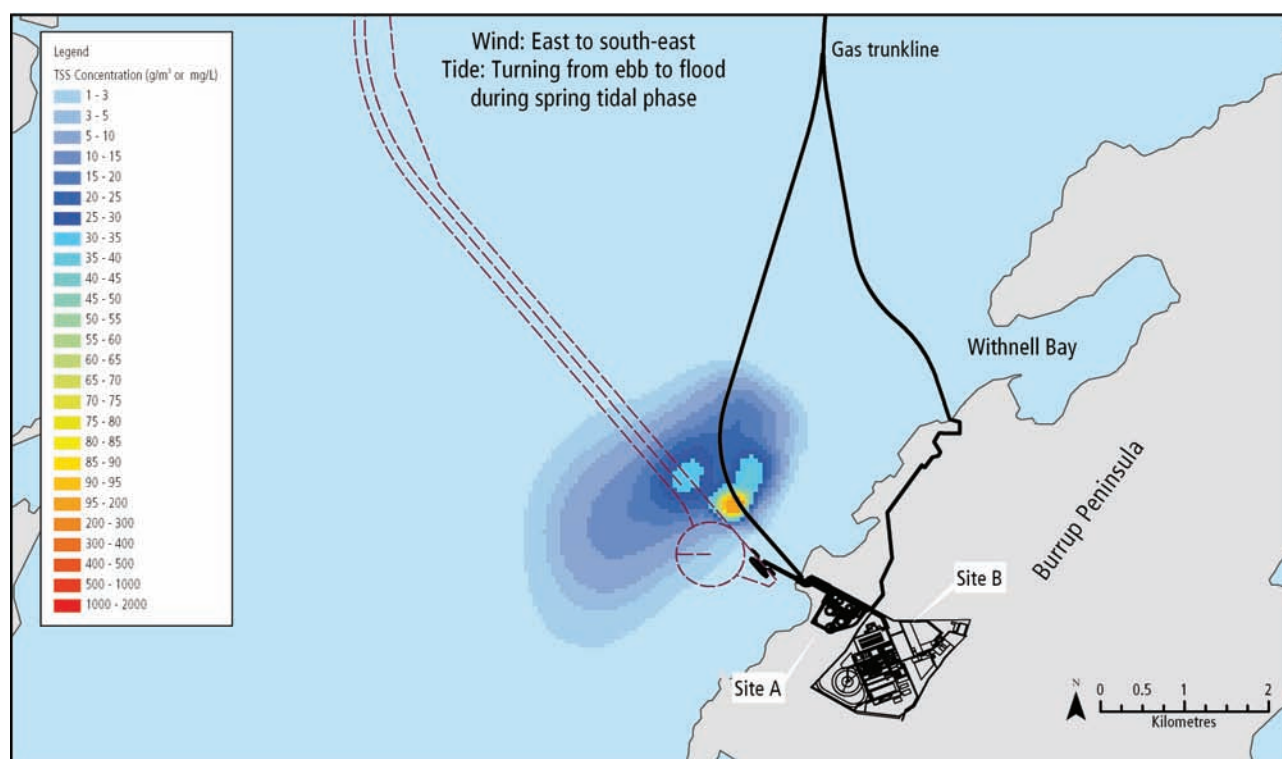 Legend
TSS Concentration (g/m³ or mg/L)
1 - 3
3 - 5
5 - 10
10 - 15
15 - 20
20 - 25
25 - 30
30 - 35
35 - 40
40 - 45
45 - 50
50 - 55
55 - 60
60 - 65
65 - 70
70 - 75
75 - 80
80 - 85
85 - 90
90 - 95
95 - 200
200 - 300
300 - 400
400 - 500
500 - 1000
1000 - 2000
Wind: East to south-east
Tide: Turning from ebb to flood
during spring tidal phase
Gas trunkline
Withnell Bay
Burrup Peninsula
Site B
Site A
N
0 0.5 1 2
Kilometres